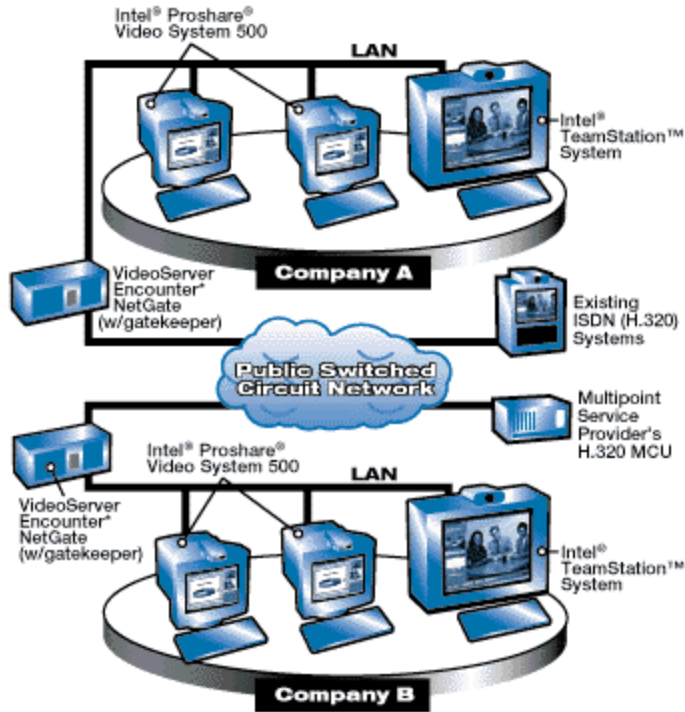 Intel® Proshare®
Video System 500
LAN
Intel®
TeamStation™
System
Company A
VideoServer
Encounter*
NetGate
(w/gatekeeper)
Existing
ISDN (H.320)
Systems
Public Switched
Circuit Network
Multipoint
Service
Provider's
H.320 MCU
Intel® Proshare®
Video System 500
LAN
VideoServer
Encounter*
NetGate
(w/gatekeeper)
Intel®
TeamStation™
System
Company B